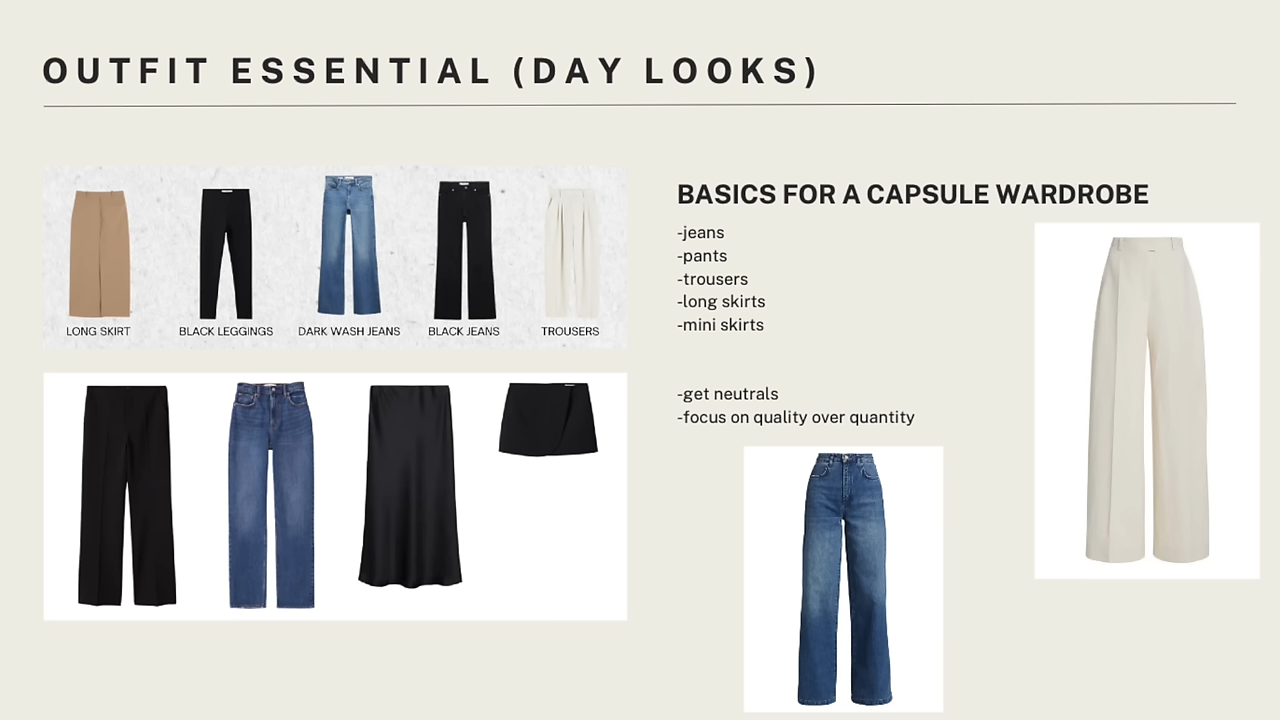 OUTFIT ESSENTIAL (DAY LOOKS)
LONG SKIRT
BLACK LEGGINGS
DARK WASH JEANS
BLACK JEANS
TROUSERS
BASICS FOR A CAPSULE WARDROBE
-jeans
-pants
-trousers
-long skirts
-mini skirts
-get neutrals
-focus on quality over quantity